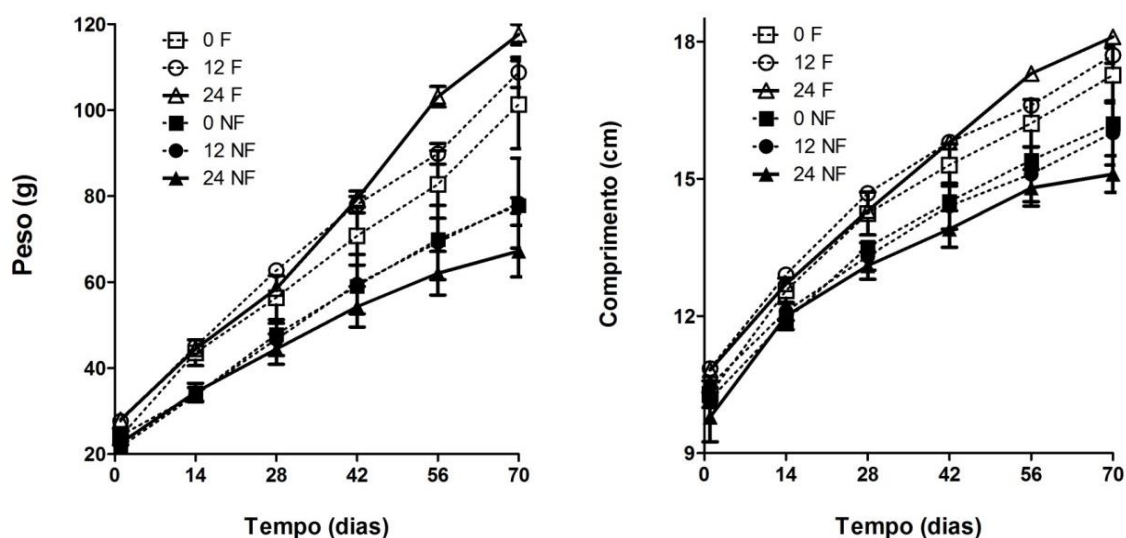 120
100
80
60
40
20
Peso (g)
0 F
12 F
24 F
0 NF
12 NF
24 NF
0
14
28
42
56
70
Tempo (dias)
18
15
12
9
Comprimento (cm)
0 F
12 F
24 F
0 NF
12 NF
24 NF
0
14
28
42
56
70
Tempo (dias)